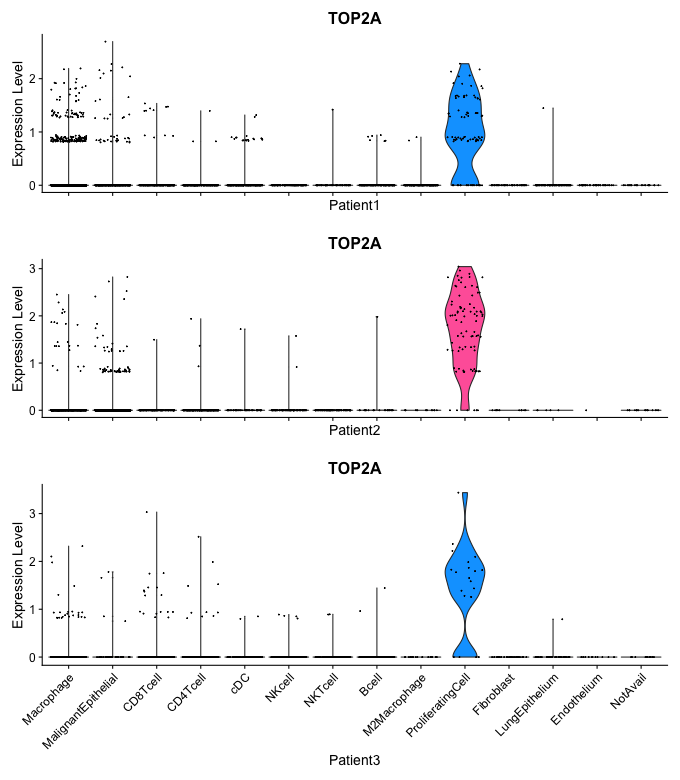 TOP2A
Expression Level
2
1
0
Patient1
TOP2A
Expression Level
3
2
1
0
Patient2
TOP2A
Expression Level
3
2
1
0
Macrophage
MalignantEpithelial
CD8Tcell
CD4Tcell
cDC
NKcell
NKTcell
Bcell
M2Macrophage
ProliferatingCell
Fibroblast
LungEpithelium
Endothelium
NotAvail
Patient3